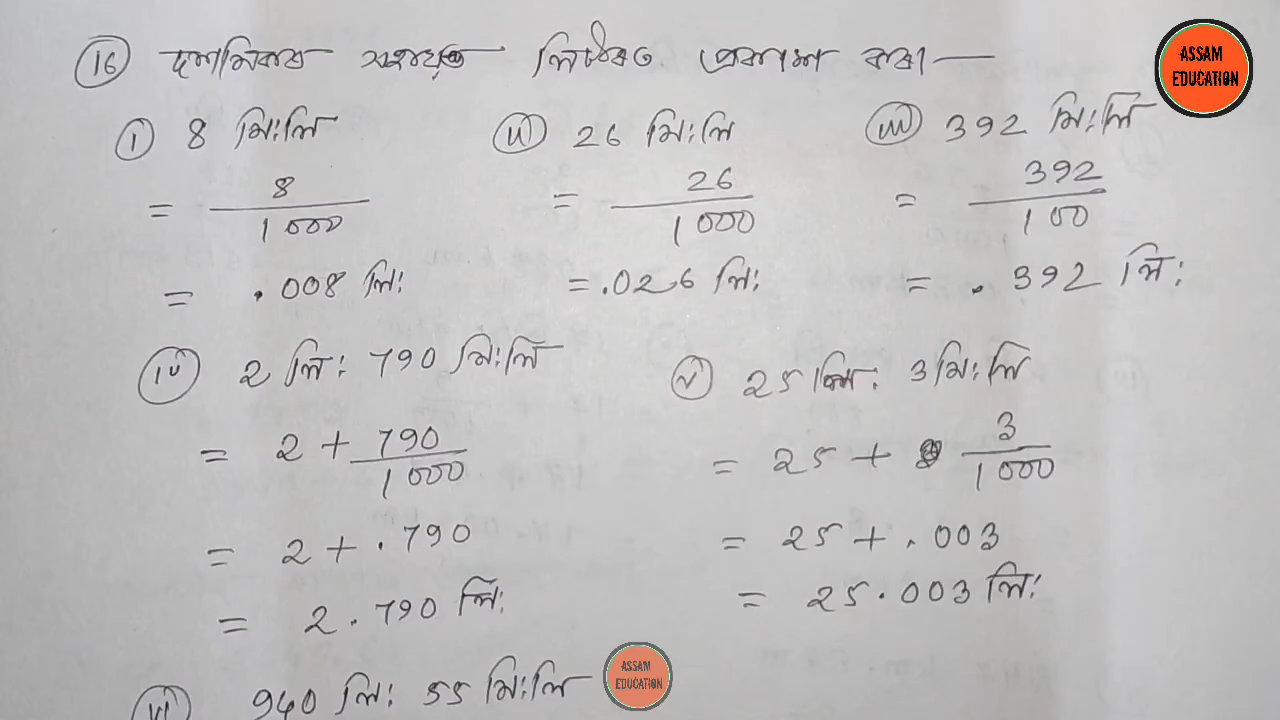 16 দশমিকৰ সহায়ত লিটাৰত প্ৰকাশ কৰা—
ASSAM EDUCATION
i 8 মি:লি ii 26 মি:লি iii 392 মি:লি
= 8/1000 = 26/1000 = 392/100
= .008 লি: = .026 লি: = .392 লি:
iv 2 লি: 790 মি:লি v 25 লি: 3 মি:লি
= 2 + 790/1000 = 25 + 3/1000
= 2 + .790 = 25 + .003
= 2.790 লি: = 25.003 লি:
vi 940 লি: 55 মি:লি
ASSAM EDUCATION